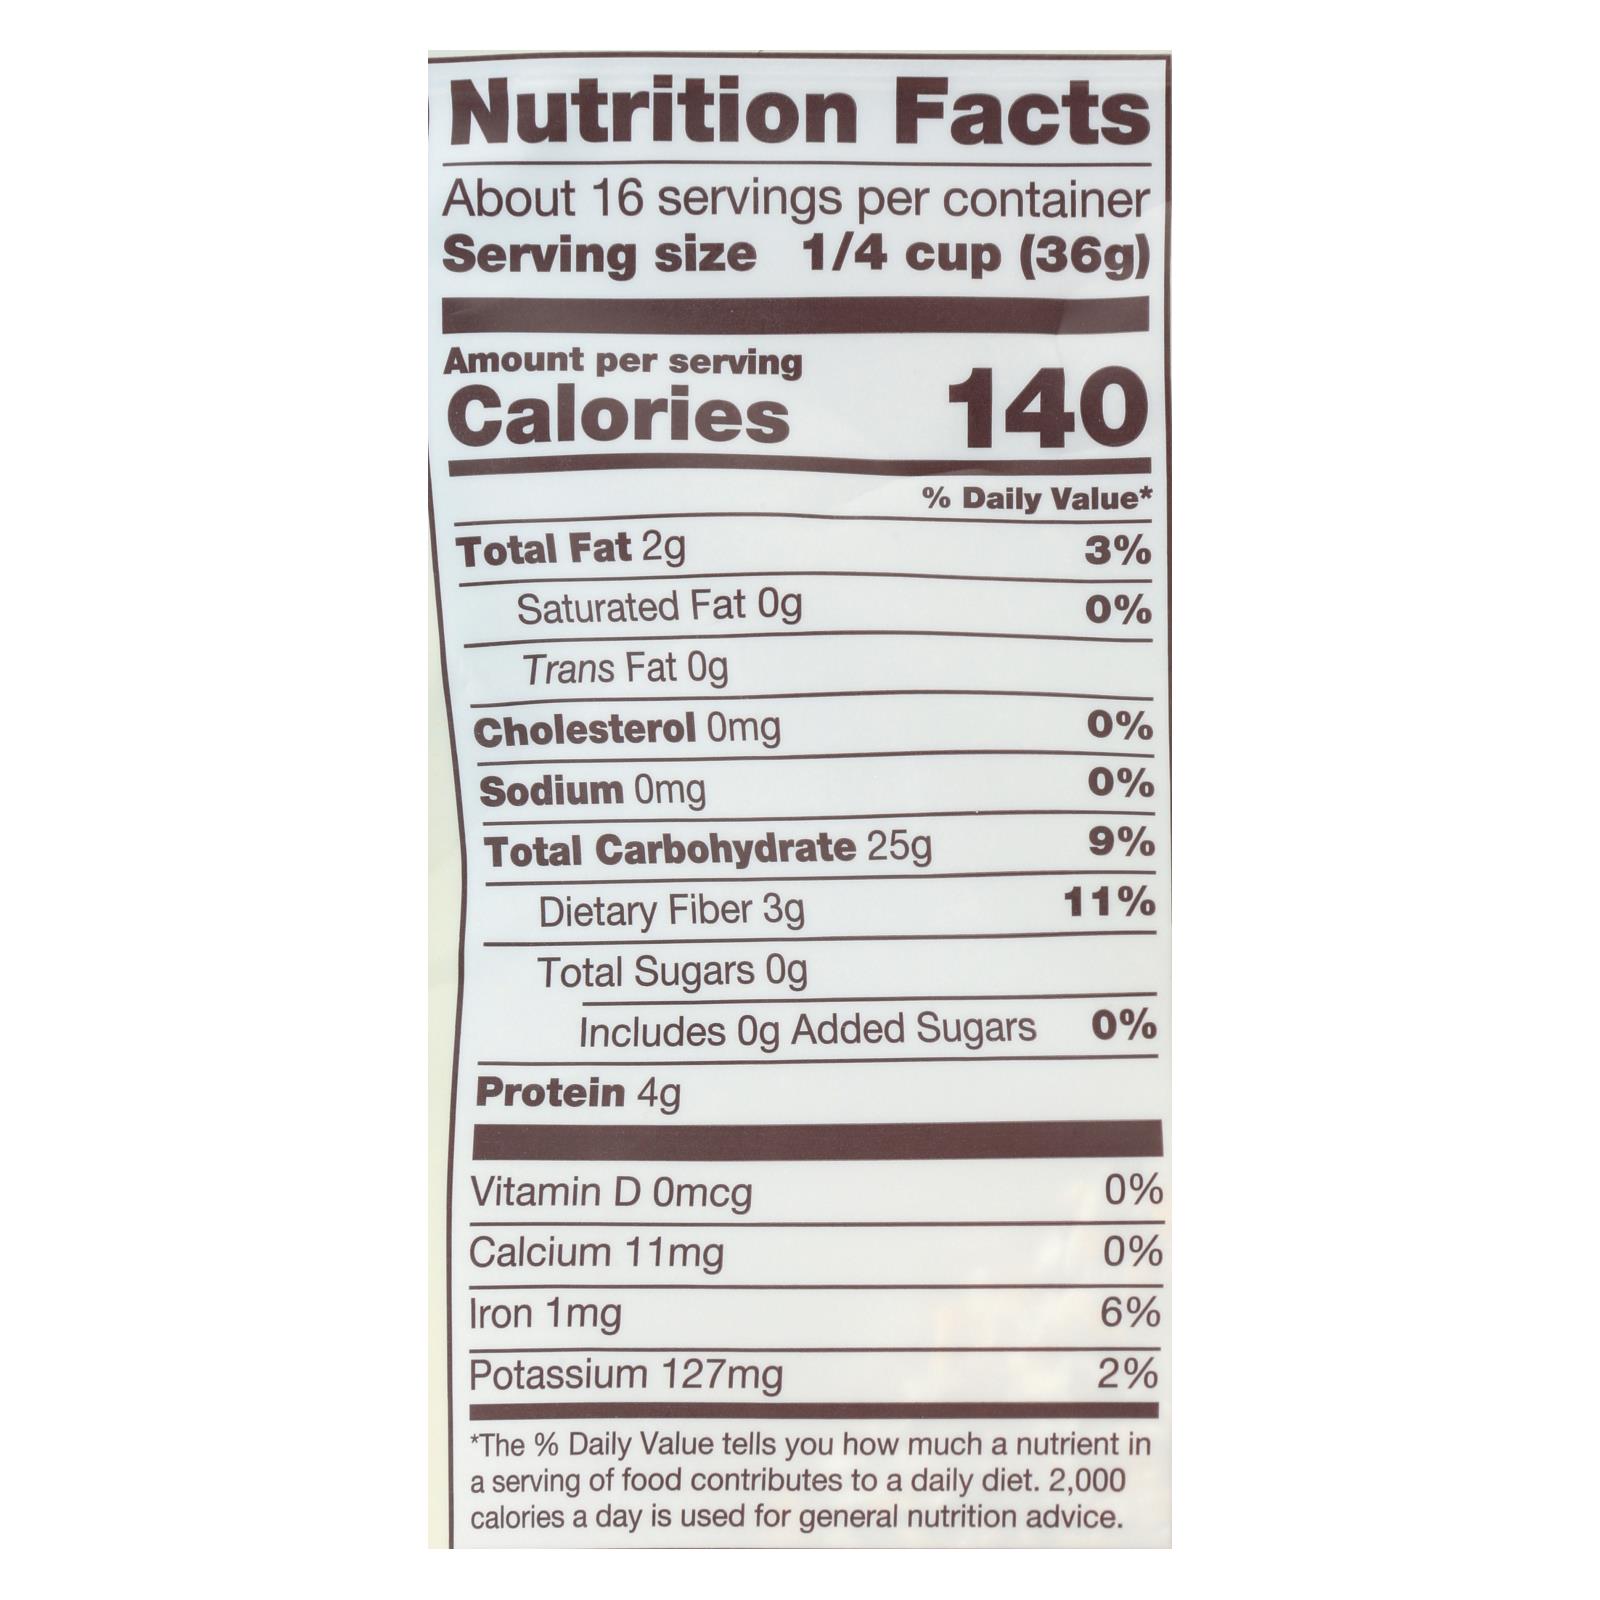 Nutrition Facts
About 16 servings per container
Serving size 1/4 cup (36g)
Amount per serving
Calories 140
% Daily Value*
Total Fat 2g 3%
Saturated Fat 0g 0%
Trans Fat 0g
Cholesterol 0mg 0%
Sodium 0mg 0%
Total Carbohydrate 25g 9%
Dietary Fiber 3g 11%
Total Sugars 0g
Includes 0g Added Sugars 0%
Protein 4g
Vitamin D 0mcg 0%
Calcium 11mg 0%
Iron 1mg 6%
Potassium 127mg 2%
*The % Daily Value tells you how much a nutrient in
a serving of food contributes to a daily diet. 2,000
calories a day is used for general nutrition advice.